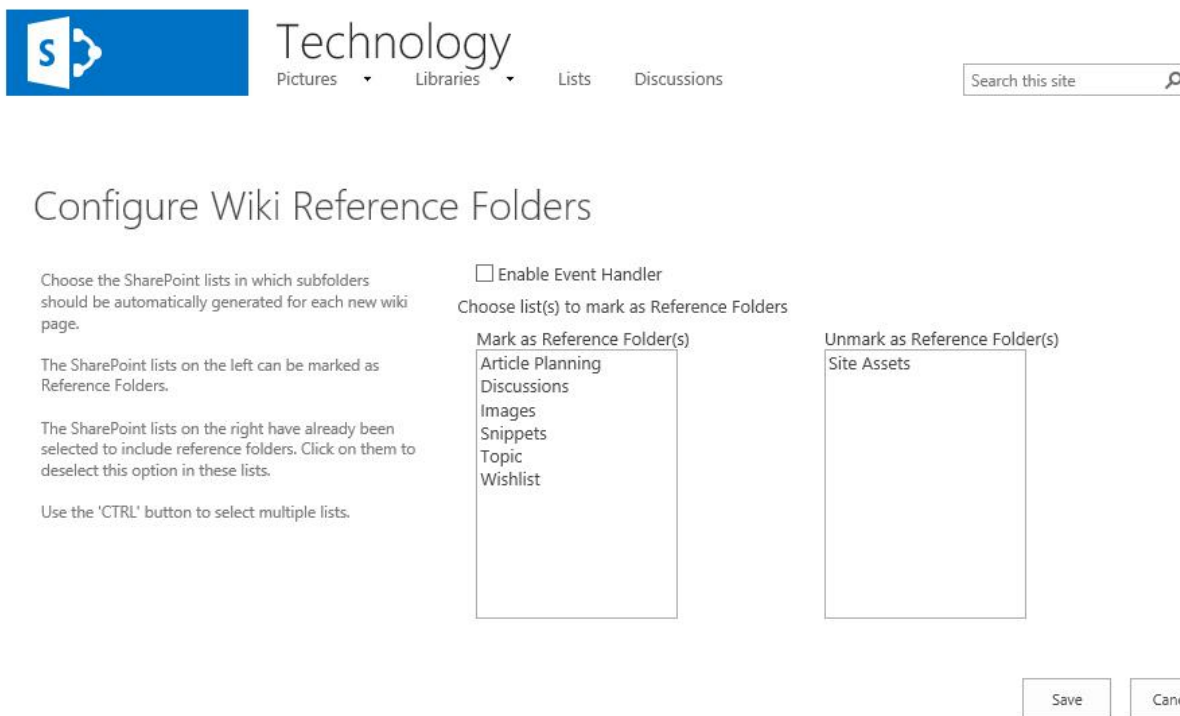 S
Technology
Pictures Libraries Lists Discussions
Search this site
Configure Wiki Reference Folders
Choose the SharePoint lists in which subfolders
should be automatically generated for each new wiki
page.
The SharePoint lists on the left can be marked as
Reference Folders.
The SharePoint lists on the right have already been
selected to include reference folders. Click on them to
deselect this option in these lists.
Use the 'CTRL' button to select multiple lists.
Enable Event Handler
Choose list(s) to mark as Reference Folders
Mark as Reference Folder(s)
Article Planning
Discussions
Images
Snippets
Topic
Wishlist
Unmark as Reference Folder(s)
Site Assets
Save